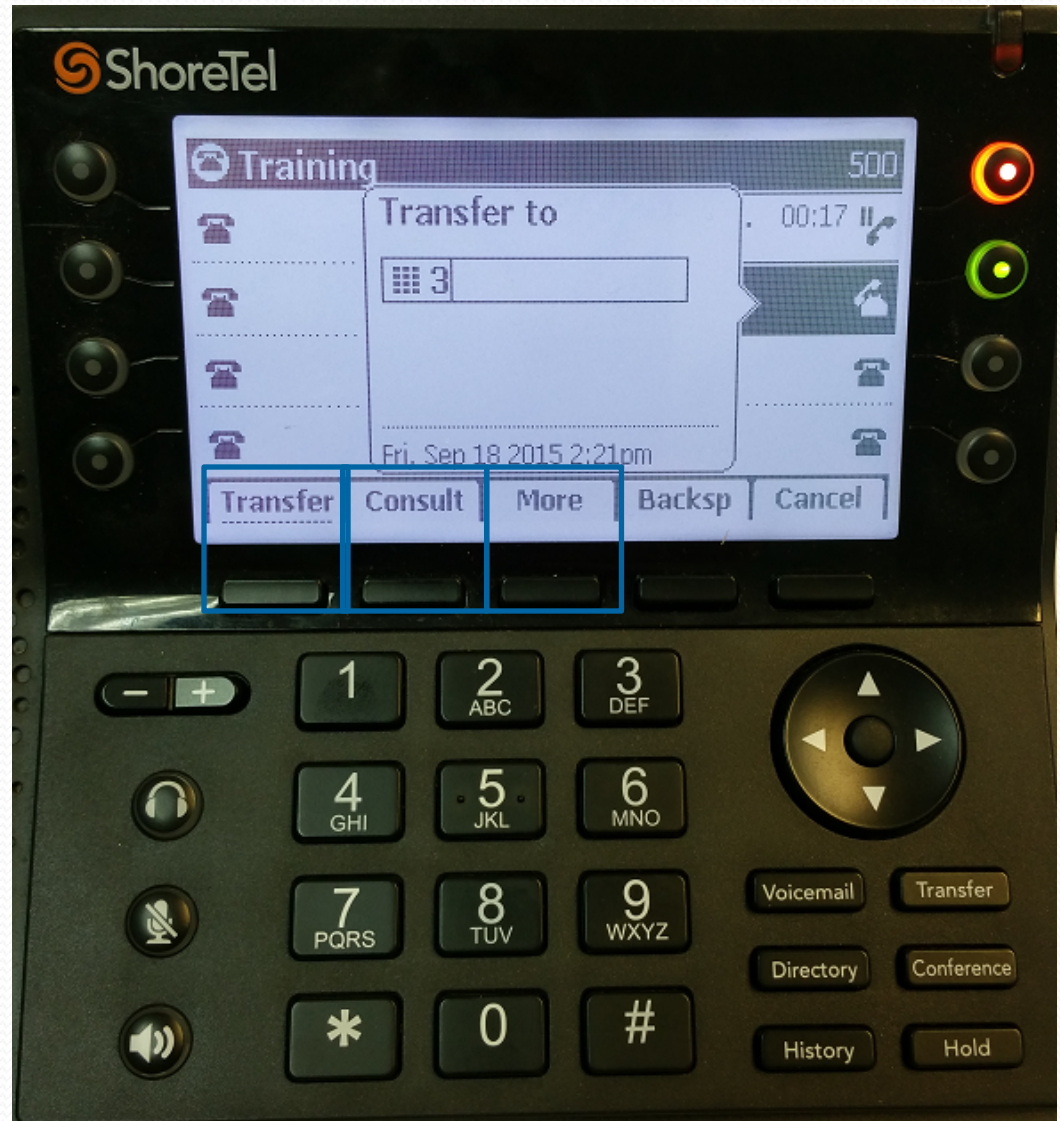 ShoreTel
Training 500
Transfer to
. 00:17
3
Fri, Sep 18 2015 2:21pm
Transfer Consult More Backsp Cancel
- +
1 2 3
ABC DEF
4 5 6
GHI JKL MNO
7 8 9
PQRS TUV WXYZ
* 0 #
Voicemail Transfer
Directory Conference
History Hold